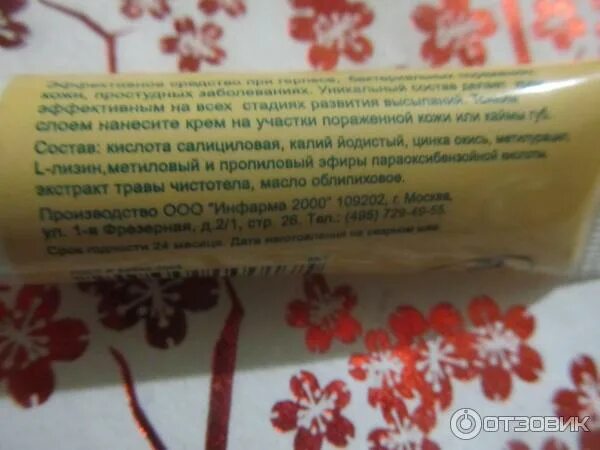 Эффективное средство при герпесе, бактериальных
кожи, простудных заболеваниях. Уникальный состав делает
эффективным на всех стадиях развития высыпаний. Тонким
слоем нанесите крем на участки пораженной кожи или каймы губ.
Состав: кислота салициловая, калий йодистый, цинка окись, метилурацил,
L-лизин,метиловый и пропиловый эфиры параоксибензойной кислоты,
экстракт травы чистотела, масло облипиховое.
Производство ООО "Инфарма 2000" 109202, г. Москва,
ул. 1-я Фрезерная, д.2/1, стр. 26. Тел.: (495) 729-49-55.
Срок годности 24 месяца. Дата изготовления на сварном шве.
ОТЗОВИК